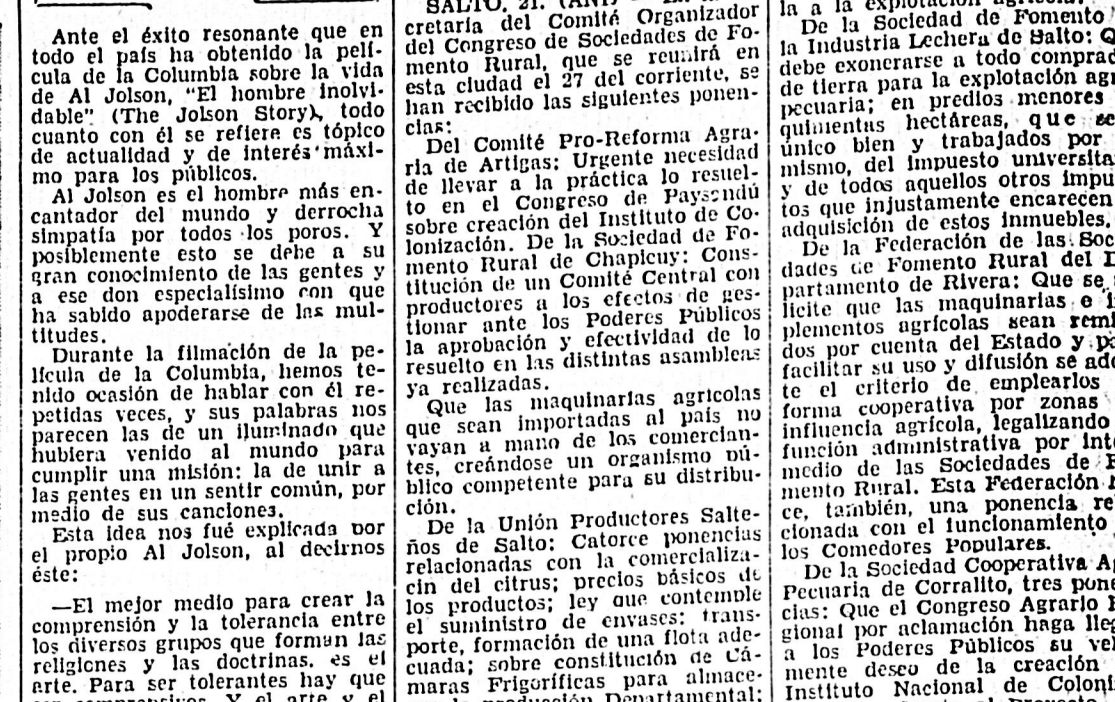 Ante el éxito resonante que en
todo el país ha obtenido la pelí-
cula de la Columbia sobre la vida
de Al Jolson, "El hombre inolvi-
dable" (The Jolson Story), todo
cuanto con él se refiere es tópico
de actualidad y de interés máxi-
mo para los públicos.
Al Jolson es el hombre más en-
cantador del mundo y derrocha
simpatía por todos los poros. Y
posiblemente esto se debe a su
gran conocimiento de las gentes y
a ese don especialísimo con que
ha sabido apoderarse de las mul-
titudes.
Durante la filmación de la pe-
lícula de la Columbia, hemos te-
nido ocasión de hablar con él re-
petidas veces, y sus palabras nos
parecen las de un iluminado que
hubiera venido al mundo para
cumplir una misión: la de unir a
las gentes en un sentir común, por
medio de sus canciones.
Esta idea nos fué explicada por
el propio Al Jolson, al decirnos
éste:
—El mejor medio para crear la
comprensión y la tolerancia entre
los diversos grupos que forman las
religiones y las doctrinas, es el
arte. Para ser tolerantes hay que
Y el arte y el
SALTO, 21. (ANI)
cretaria del Comité Organizador
del Congreso de Sociedades de Fo-
mento Rural, que se reunirá en
esta ciudad el 27 del corriente, se
han recibido las siguientes ponen-
cias:
Del Comité Pro-Reforma Agra-
ria de Artigas: Urgente necesidad
de llevar a la práctica lo resuel-
to en el Congreso de Paysandú
sobre creación del Instituto de Co-
lonización. De la Sociedad de Fo-
mento Rural de Chapicuy: Cons-
titución de un Comité Central con
productores a los efectos de ges-
tionar ante los Poderes Públicos
la aprobación y efectividad de lo
resuelto en las distintas asambleas
ya realizadas.
Que las maquinarias agrícolas
que sean importadas al país no
vayan a mano de los comercian-
tes, creándose un organismo pú-
blico competente para su distribu-
ción.
De la Unión Productores Salte-
ños de Salto: Catorce ponencias
relacionadas con la comercializa-
cin del citrus; precios básicos de
los productos; ley que contemple
el suministro de envases; trans-
porte, formación de una flota ade-
cuada; sobre constitución de Cá-
maras Frigoríficas para almace-
producción Departamental;
la a la explotación agrícola.
De la Sociedad de Fomento
la Industria Lechera de Salto: Q
debe exonerarse a todo comprad
de tierra para la explotación agr
pecuaria; en predios menores
quinientas hectáreas, que se
único bien y trabajados por
mismo, del impuesto universita
y de todos aquellos otros impu
tos que injustamente encarecen
adquisición de estos inmuebles.
De la Federación de las Soc
dades de Fomento Rural del D
partamento de Rivera: Que se s
licite que las maquinarias e i
plementos agrícolas sean remi
dos por cuenta del Estado y pa
facilitar su uso y difusión se ado
te el criterio de emplearlos
forma cooperativa por zonas
influencia agrícola, legalizando
función administrativa por inte
medio de las Sociedades de F
mento Rural. Esta Federación
ce, también, una ponencia re
cionada con el funcionamiento
los Comedores Populares.
De la Sociedad Cooperativa A
Pecuaria de Corralito, tres pone
cias: Que el Congreso Agrario
gional por aclamación haga lleg
a los Poderes Públicos su ve
mente deseo de la creación
Instituto Nacional de Coloni